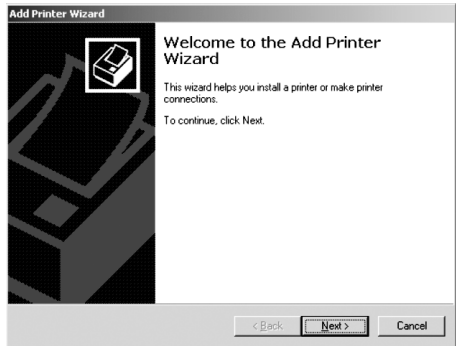 Add Printer Wizard
Welcome to the Add Printer
Wizard
This wizard helps you install a printer or make printer
connections.
To continue, click Next.
< Back
Next >
Cancel